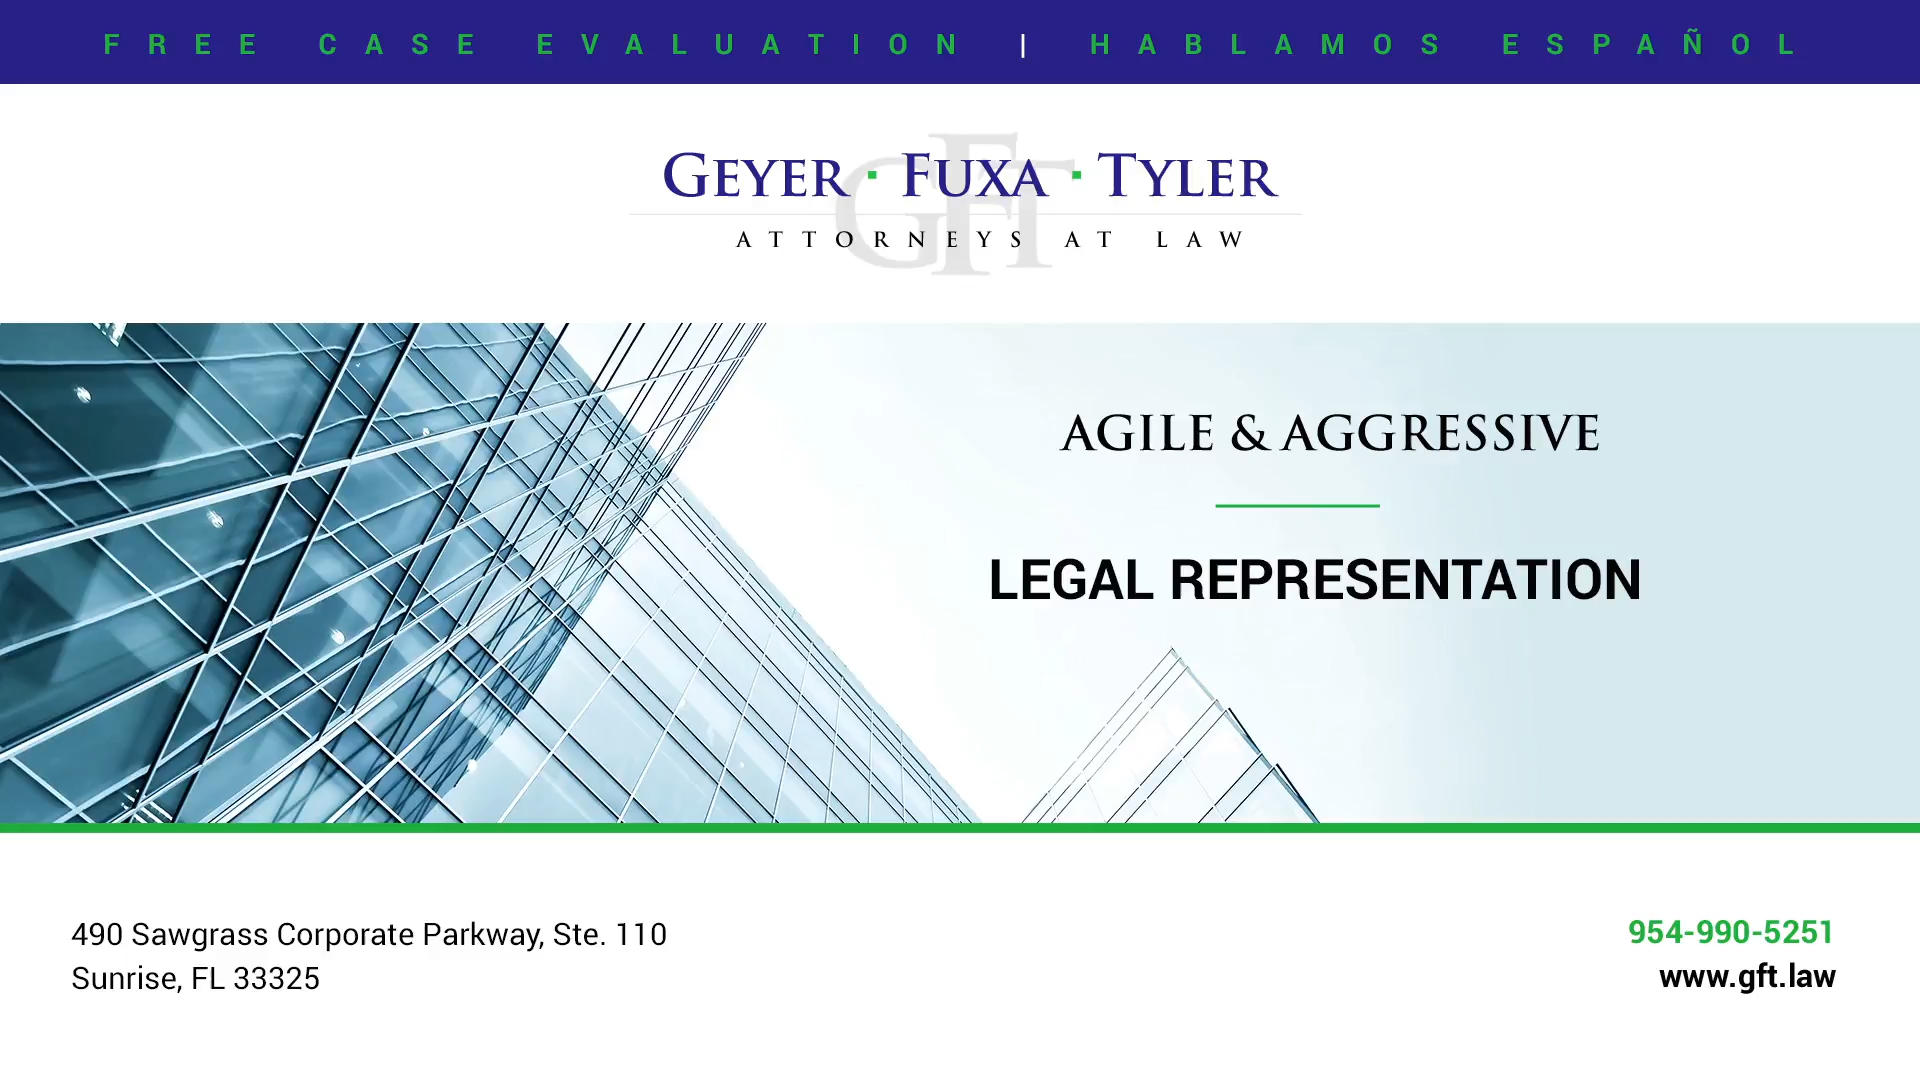 FREE CASE EVALUATION | HABLAMOS ESPAÑOL
GFT
GEYER · FUXA · TYLER
ATTORNEYS AT LAW
AGILE & AGGRESSIVE
LEGAL REPRESENTATION
490 Sawgrass Corporate Parkway, Ste. 110
Sunrise, FL 33325
954-990-5251
www.gft.law